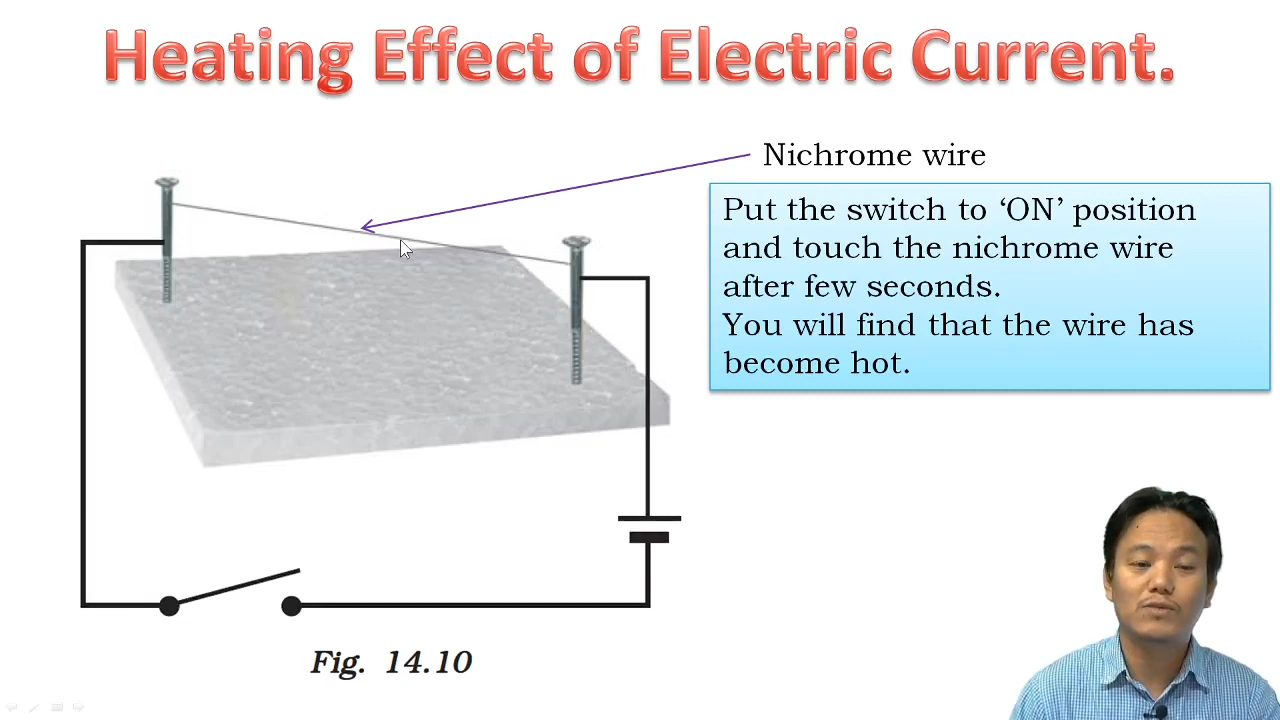 Heating Effect of Electric Current.
Nichrome wire
Put the switch to ‘ON’ position
and touch the nichrome wire
after few seconds.
You will find that the wire has
become hot.
Fig. 14.10